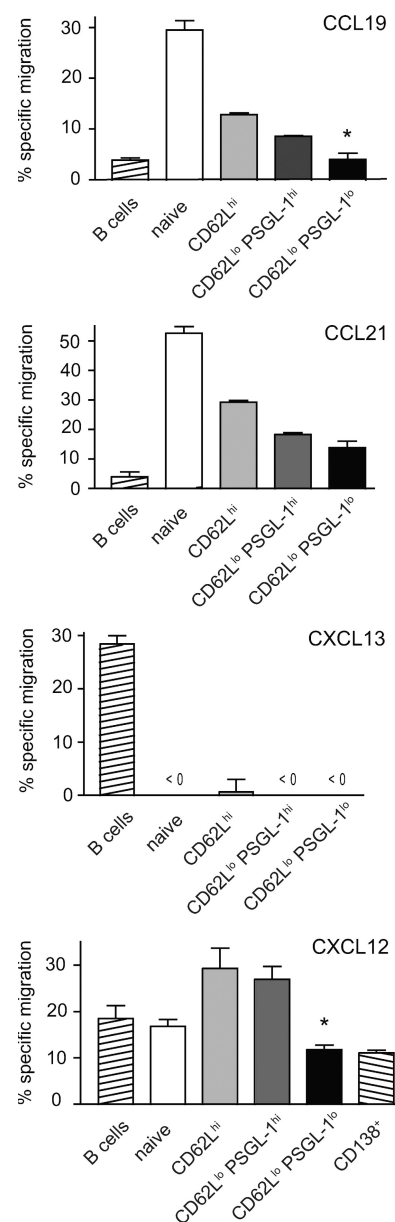 CCL19
% specific migration
30
20
10
0
B cells
naive
CD62Lhi
CD62Llo PSGL-1hi
CD62Llo PSGL-1lo
*
CCL21
% specific migration
50
40
30
20
10
0
B cells
naive
CD62Lhi
CD62Llo PSGL-1hi
CD62Llo PSGL-1lo
CXCL13
% specific migration
30
20
10
0
< 0
< 0
< 0
B cells
naive
CD62Lhi
CD62Llo PSGL-1hi
CD62Llo PSGL-1lo
CXCL12
% specific migration
30
20
10
0
*
B cells
naive
CD62Lhi
CD62Llo PSGL-1hi
CD62Llo PSGL-1lo
CD138+